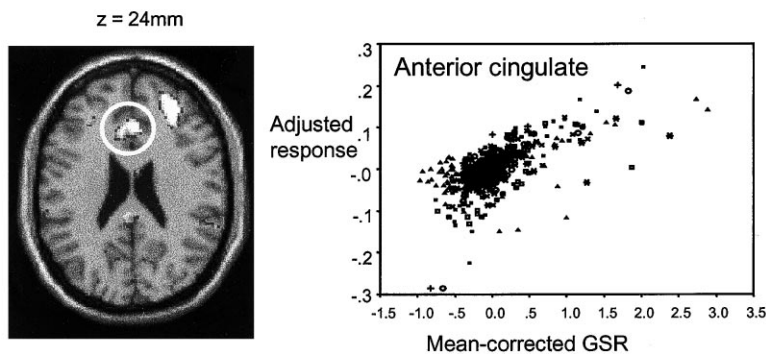 z = 24mm
Anterior cingulate
Adjusted
response
.3
.2
.1
-.0
-.1
-.2
-.3
-1.5 -1.0 -.5 0.0 .5 1.0 1.5 2.0 2.5 3.0 3.5
Mean-corrected GSR